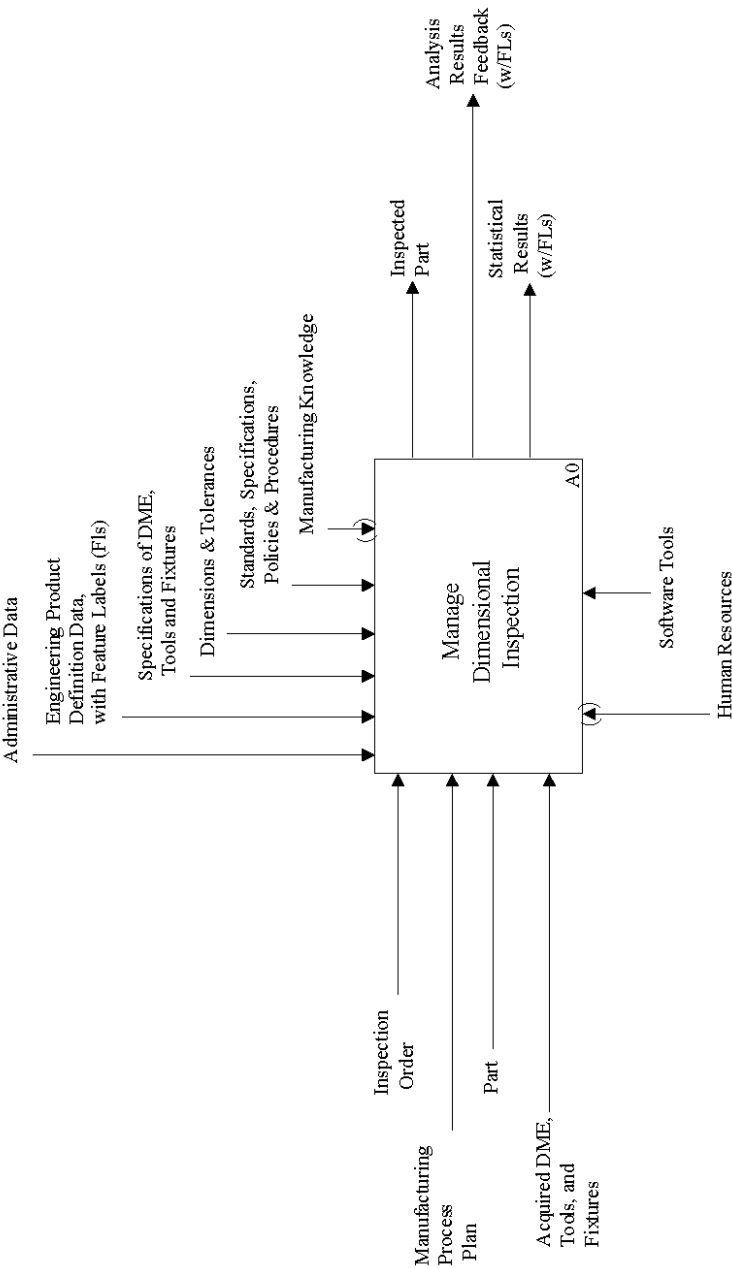 Administrative Data
Engineering Product
Definition Data,
with Feature Labels (Fls)
Specifications of DME,
Tools and Fixtures
Dimensions & Tolerances
Standards, Specifications,
Policies & Procedures
Manufacturing Knowledge
Inspection
Order
Manufacturing
Process
Plan
Part
Acquired DME,
Tools, and
Fixtures
Manage
Dimensional
Inspection
A0
Inspected
Part
Analysis
Results
Feedback
(w/FLs)
Statistical
Results
(w/FLs)
Human Resources
Software Tools